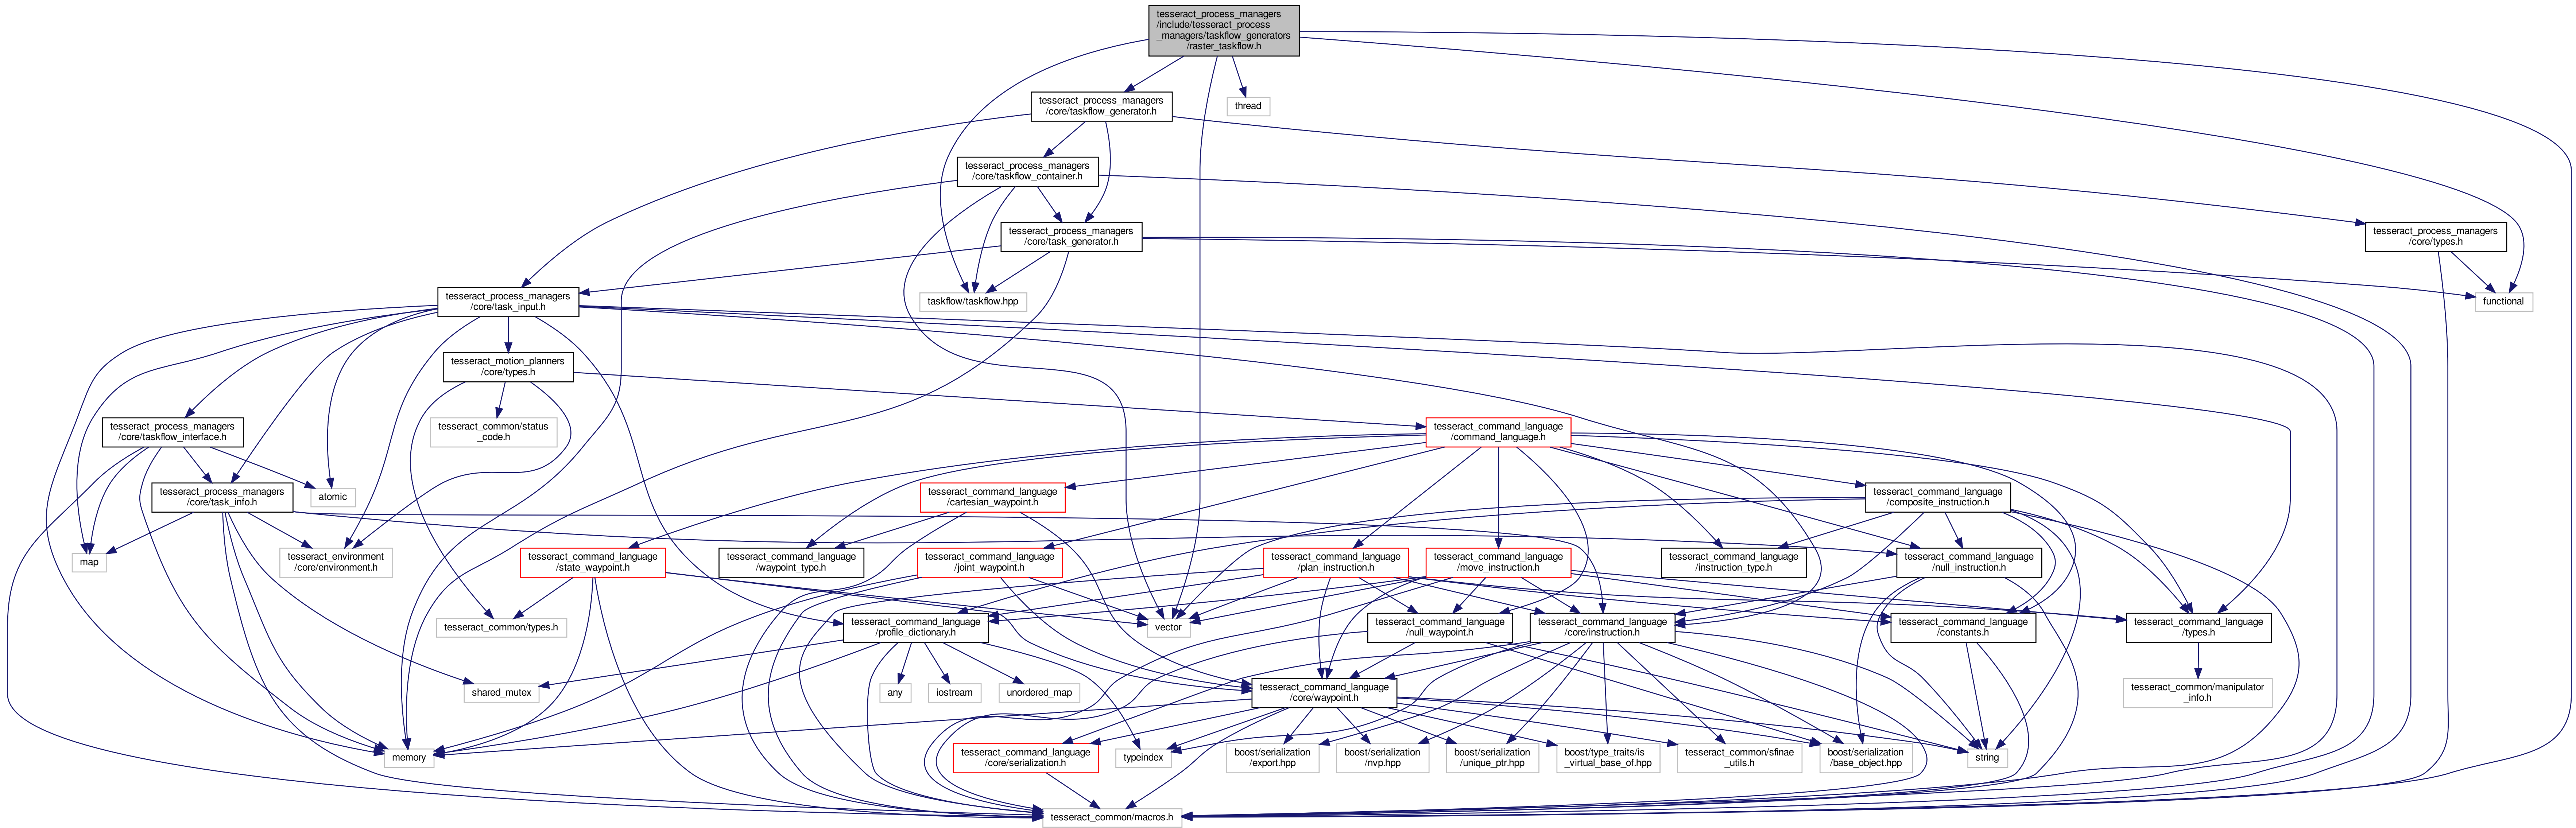 tesseract_process_managers
/include/tesseract_process
_managers/taskflow_generators
/raster_taskflow.h
tesseract_process_managers
/core/taskflow_generator.h
thread
tesseract_process_managers
/core/taskflow_container.h
tesseract_process_managers
/core/task_generator.h
tesseract_process_managers
/core/types.h
tesseract_process_managers
/core/task_input.h
taskflow/taskflow.hpp
functional
tesseract_motion_planners
/core/types.h
tesseract_process_managers
/core/taskflow_interface.h
tesseract_common/status
_code.h
tesseract_command_language
/command_language.h
tesseract_process_managers
/core/task_info.h
atomic
tesseract_command_language
/cartesian_waypoint.h
tesseract_command_language
/composite_instruction.h
map
tesseract_environment
/core/environment.h
tesseract_command_language
/state_waypoint.h
tesseract_command_language
/waypoint_type.h
tesseract_command_language
/joint_waypoint.h
tesseract_command_language
/plan_instruction.h
tesseract_command_language
/move_instruction.h
tesseract_command_language
/instruction_type.h
tesseract_command_language
/null_instruction.h
tesseract_common/types.h
tesseract_command_language
/profile_dictionary.h
vector
tesseract_command_language
/null_waypoint.h
tesseract_command_language
/core/instruction.h
tesseract_command_language
/constants.h
tesseract_command_language
/types.h
shared_mutex
any
iostream
unordered_map
tesseract_command_language
/core/waypoint.h
tesseract_common/manipulator
_info.h
memory
typeindex
tesseract_command_language
/core/serialization.h
boost/serialization
/export.hpp
boost/serialization
/nvp.hpp
boost/serialization
/unique_ptr.hpp
boost/type_traits/is
_virtual_base_of.hpp
tesseract_common/sfinae
_utils.h
boost/serialization
/base_object.hpp
string
tesseract_common/macros.h